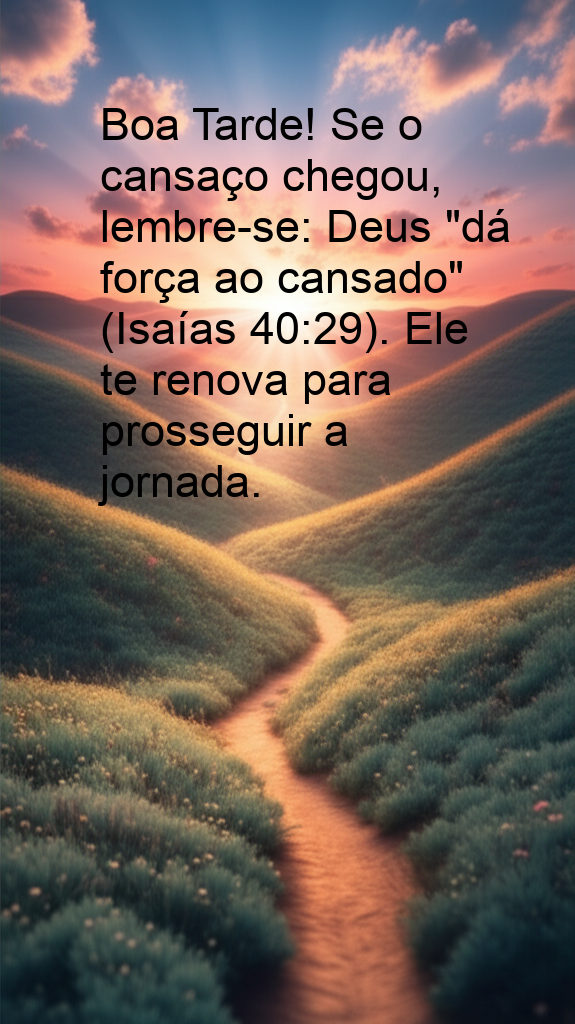 Boa Tarde! Se o
cansaço chegou,
lembre-se: Deus "dá
força ao cansado"
(Isaías 40:29). Ele
te renova para
prosseguir a
jornada.